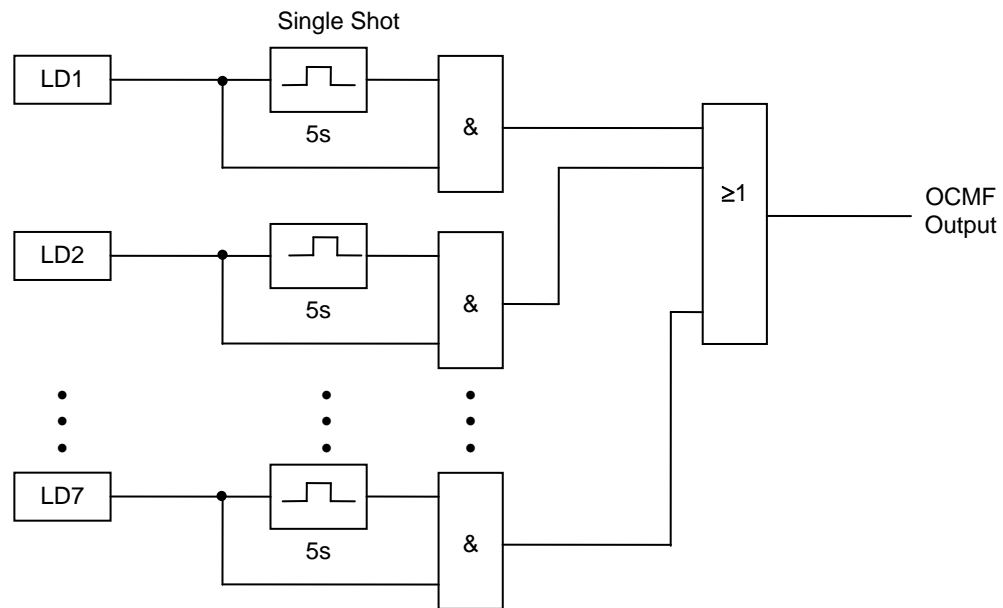 Single Shot
LD1
5s
&
≥1
OCMF
Output
LD2
5s
&
LD7
5s
&